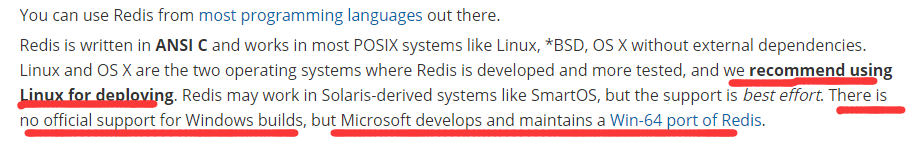 You can use Redis from most programming languages out there.
Redis is written in ANSI C and works in most POSIX systems like Linux, *BSD, OS X without external dependencies.
Linux and OS X are the two operating systems where Redis is developed and more tested, and we recommend using
Linux for deploying. Redis may work in Solaris-derived systems like SmartOS, but the support is best effort. There is
no official support for Windows builds, but Microsoft develops and maintains a Win-64 port of Redis.